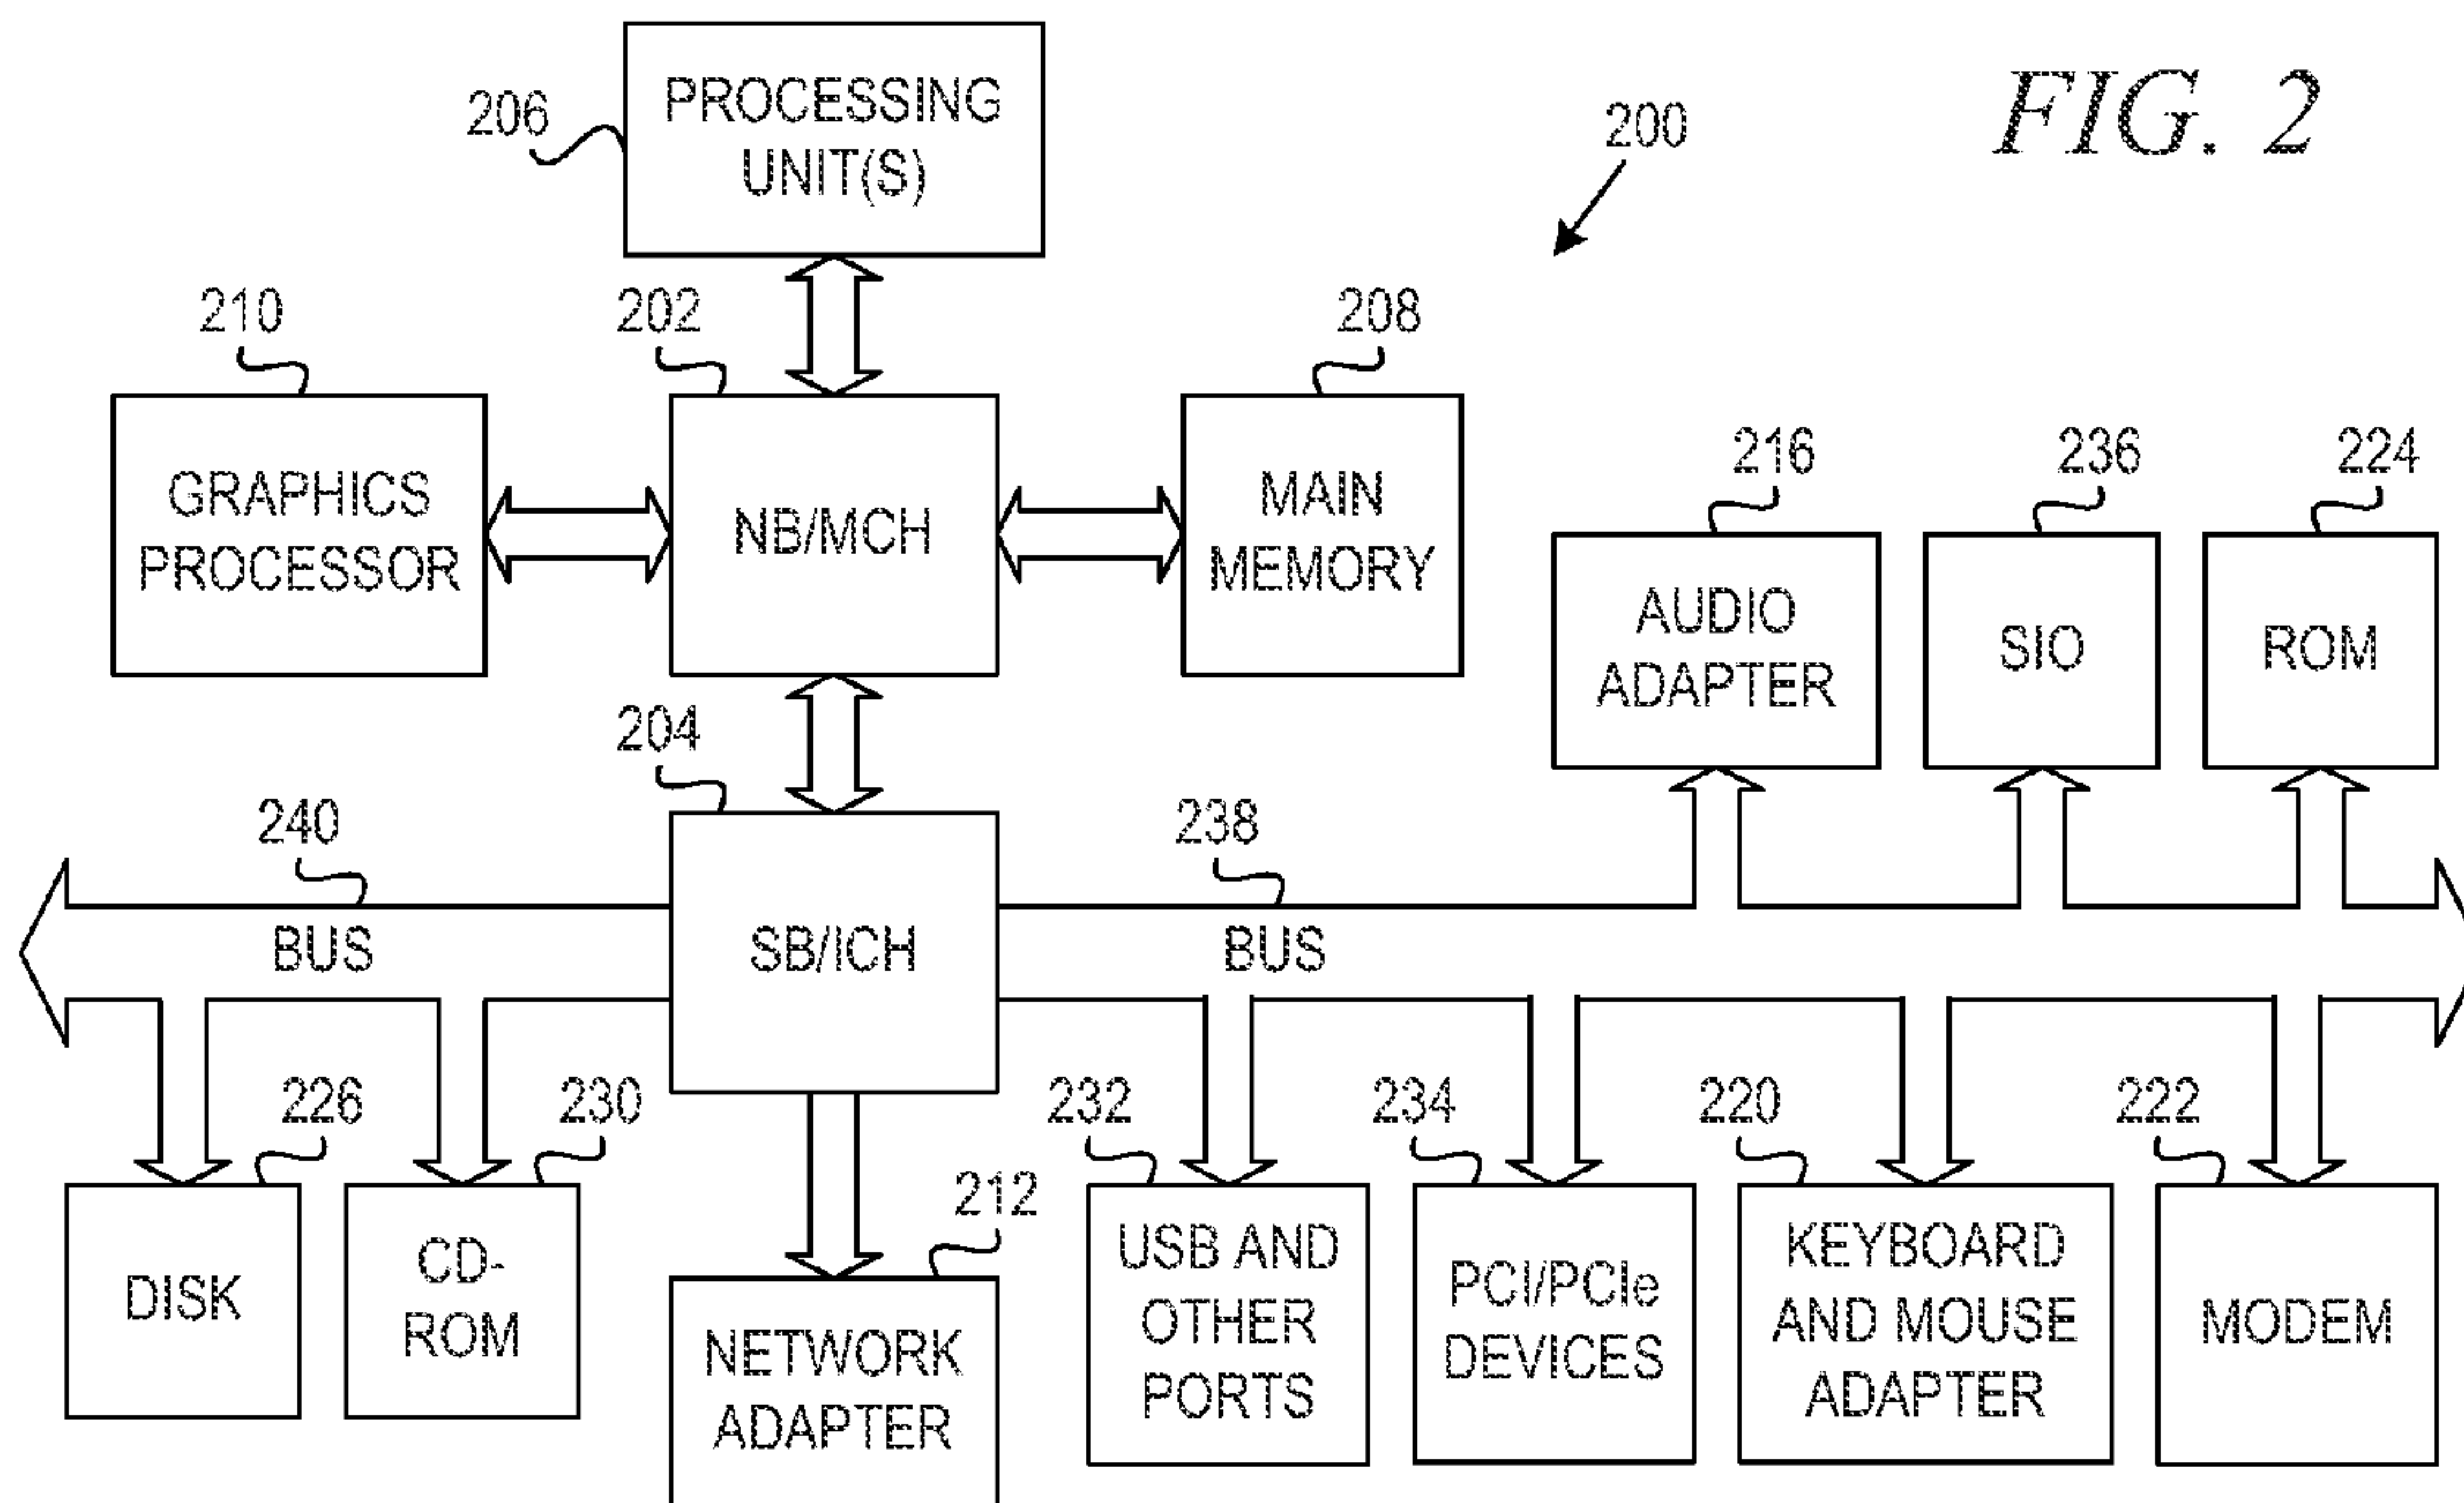 FIG. 2
200
206
PROCESSING
UNIT(S)
210
202
208
GRAPHICS
PROCESSOR
NB/MCH
MAIN
MEMORY
216
236
224
AUDIO
ADAPTER
SIO
ROM
204
240
238
BUS
SB/ICH
BUS
226
230
212
232
234
220
222
DISK
CD-
ROM
NETWORK
ADAPTER
USB AND
OTHER
PORTS
PCI/PCIe
DEVICES
KEYBOARD
AND MOUSE
ADAPTER
MODEM